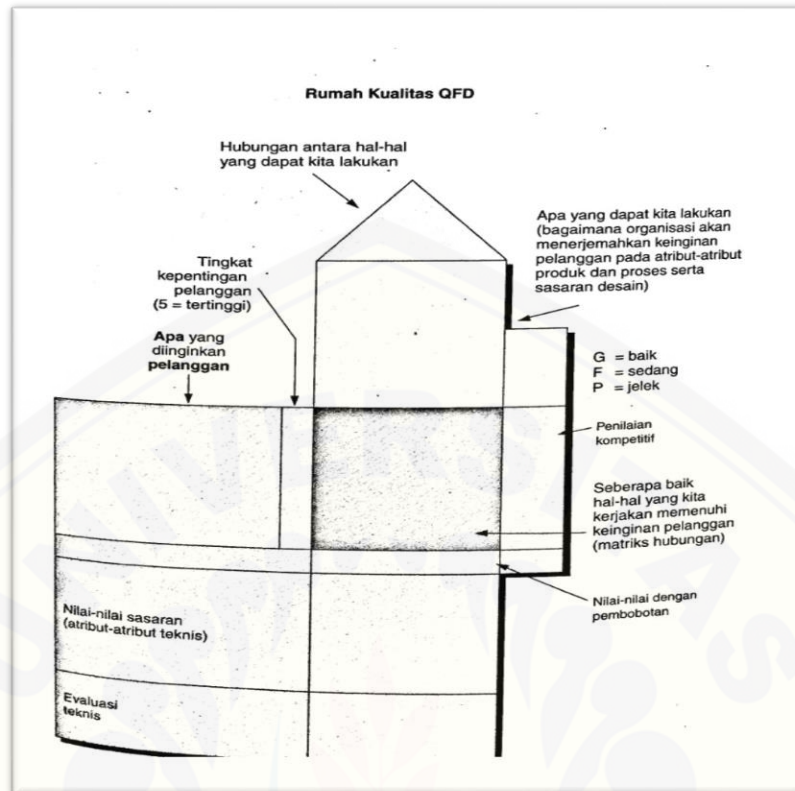 Rumah Kualitas QFD
Hubungan antara hal-hal
yang dapat kita lakukan
Apa yang dapat kita lakukan
(bagaimana organisasi akan
menerjemahkan keinginan
pelanggan pada atribut-atribut
produk dan proses serta
sasaran desain)
Tingkat
kepentingan
pelanggan
(5 = tertinggi)
Apa yang
diinginkan
pelanggan
G = baik
F = sedang
P = jelek
Penilaian
kompetitif
Seberapa baik
hal-hal yang kita
kerjakan memenuhi
keinginan pelanggan
(matriks hubungan)
Nilai-nilai dengan
pembobotan
Nilai-nilai sasaran
(atribut-atribut teknis)
Evaluasi
teknis
UNIVERSITAS